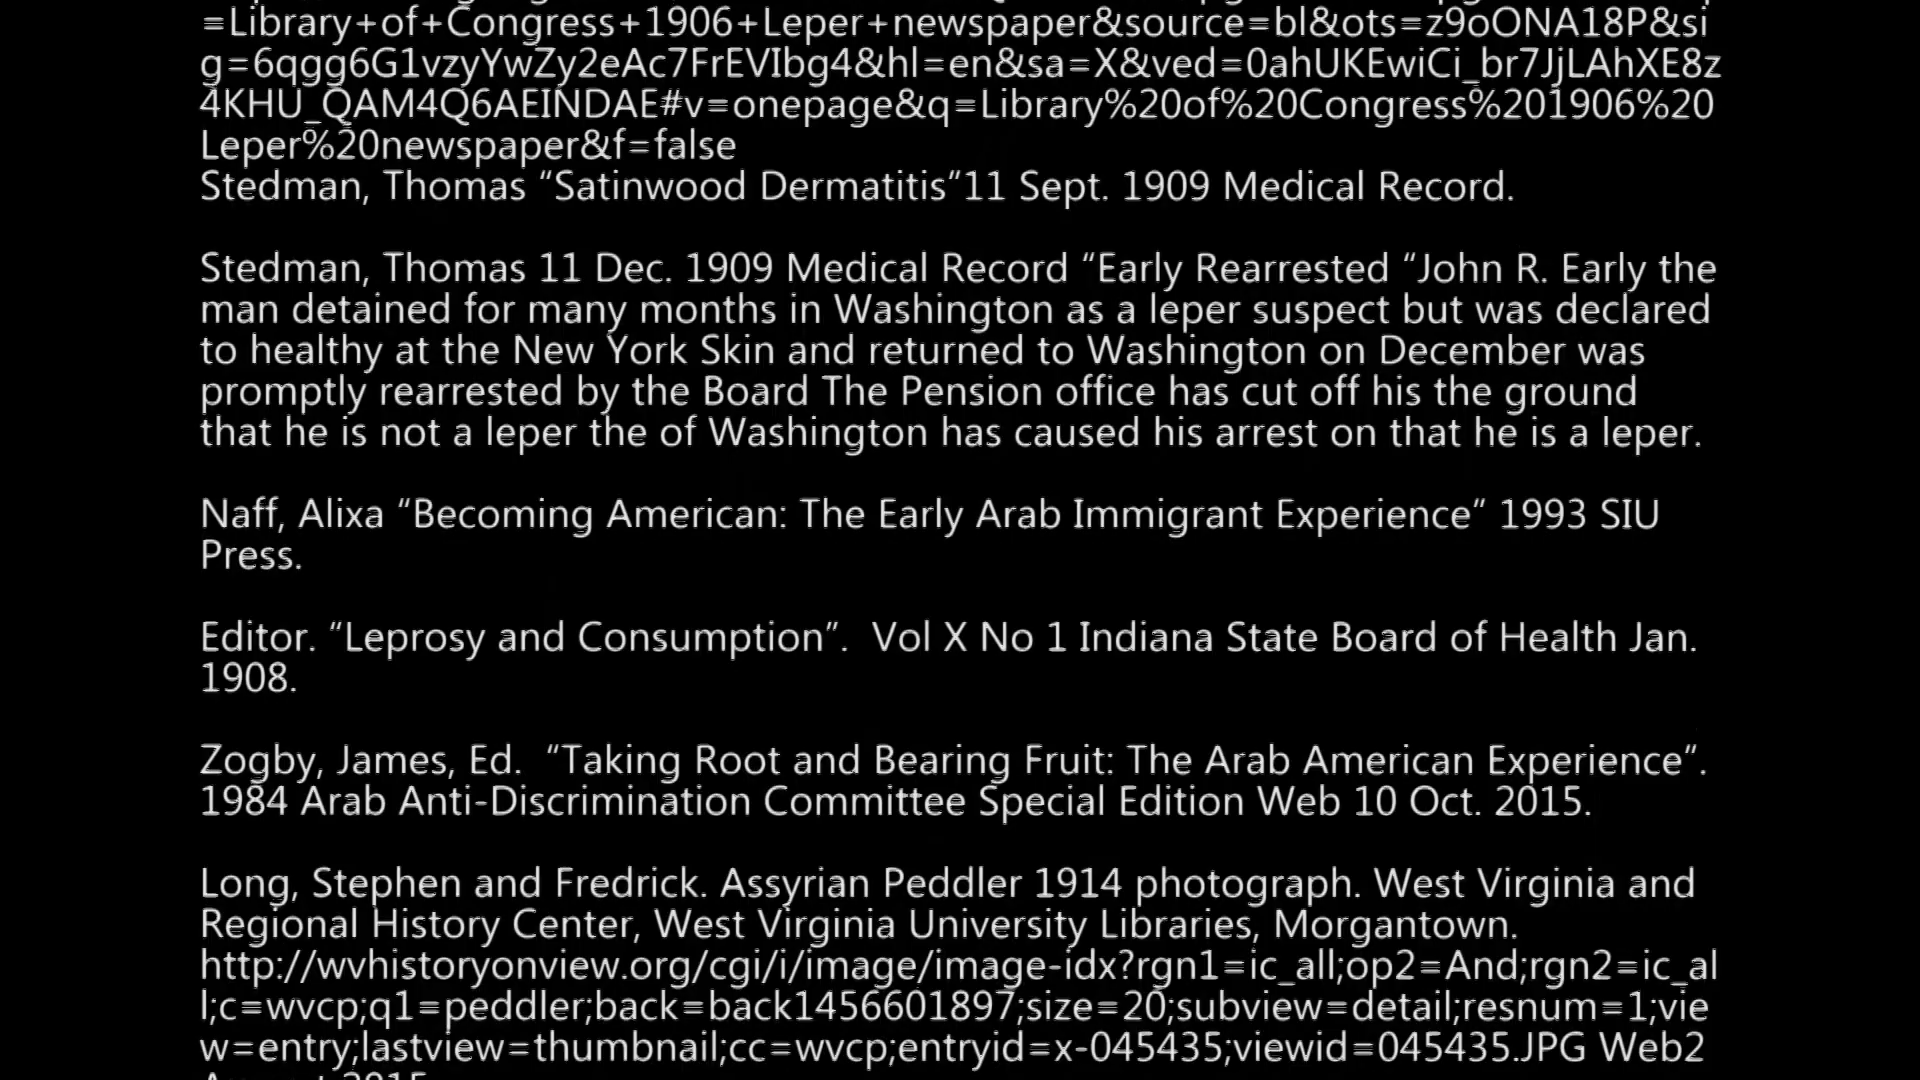 =Library+of+Congress+1906+Leper+newspaper&source=bl&ots=z9oONA18P&si
g=6qgg6G1vzyYwZy2eAc7FrEVIbg4&hl=en&sa=X&ved=0ahUKEwiCi_br7JjLAhXE8z
4KHU_QAM4Q6AEINDAE#v=onepage&q=Library%20of%20Congress%201906%20
Leper%20newspaper&f=false
Stedman, Thomas “Satinwood Dermatitis”11 Sept. 1909 Medical Record.
Stedman, Thomas 11 Dec. 1909 Medical Record “Early Rearrested “John R. Early the
man detained for many months in Washington as a leper suspect but was declared
to healthy at the New York Skin and returned to Washington on December was
promptly rearrested by the Board The Pension office has cut off his the ground
that he is not a leper the of Washington has caused his arrest on that he is a leper.
Naff, Alixa “Becoming American: The Early Arab Immigrant Experience” 1993 SIU
Press.
Editor. “Leprosy and Consumption”.  Vol X No 1 Indiana State Board of Health Jan.
1908.
Zogby, James, Ed.  “Taking Root and Bearing Fruit: The Arab American Experience”.
1984 Arab Anti-Discrimination Committee Special Edition Web 10 Oct. 2015.
Long, Stephen and Fredrick. Assyrian Peddler 1914 photograph. West Virginia and
Regional History Center, West Virginia University Libraries, Morgantown.
http://wvhistoryonview.org/cgi/i/image/image-idx?rgn1=ic_all;op2=And;rgn2=ic_al
l;c=wvcp;q1=peddler;back=back1456601897;size=20;subview=detail;resnum=1;vie
w=entry;lastview=thumbnail;cc=wvcp;entryid=x-045435;viewid=045435.JPG Web2